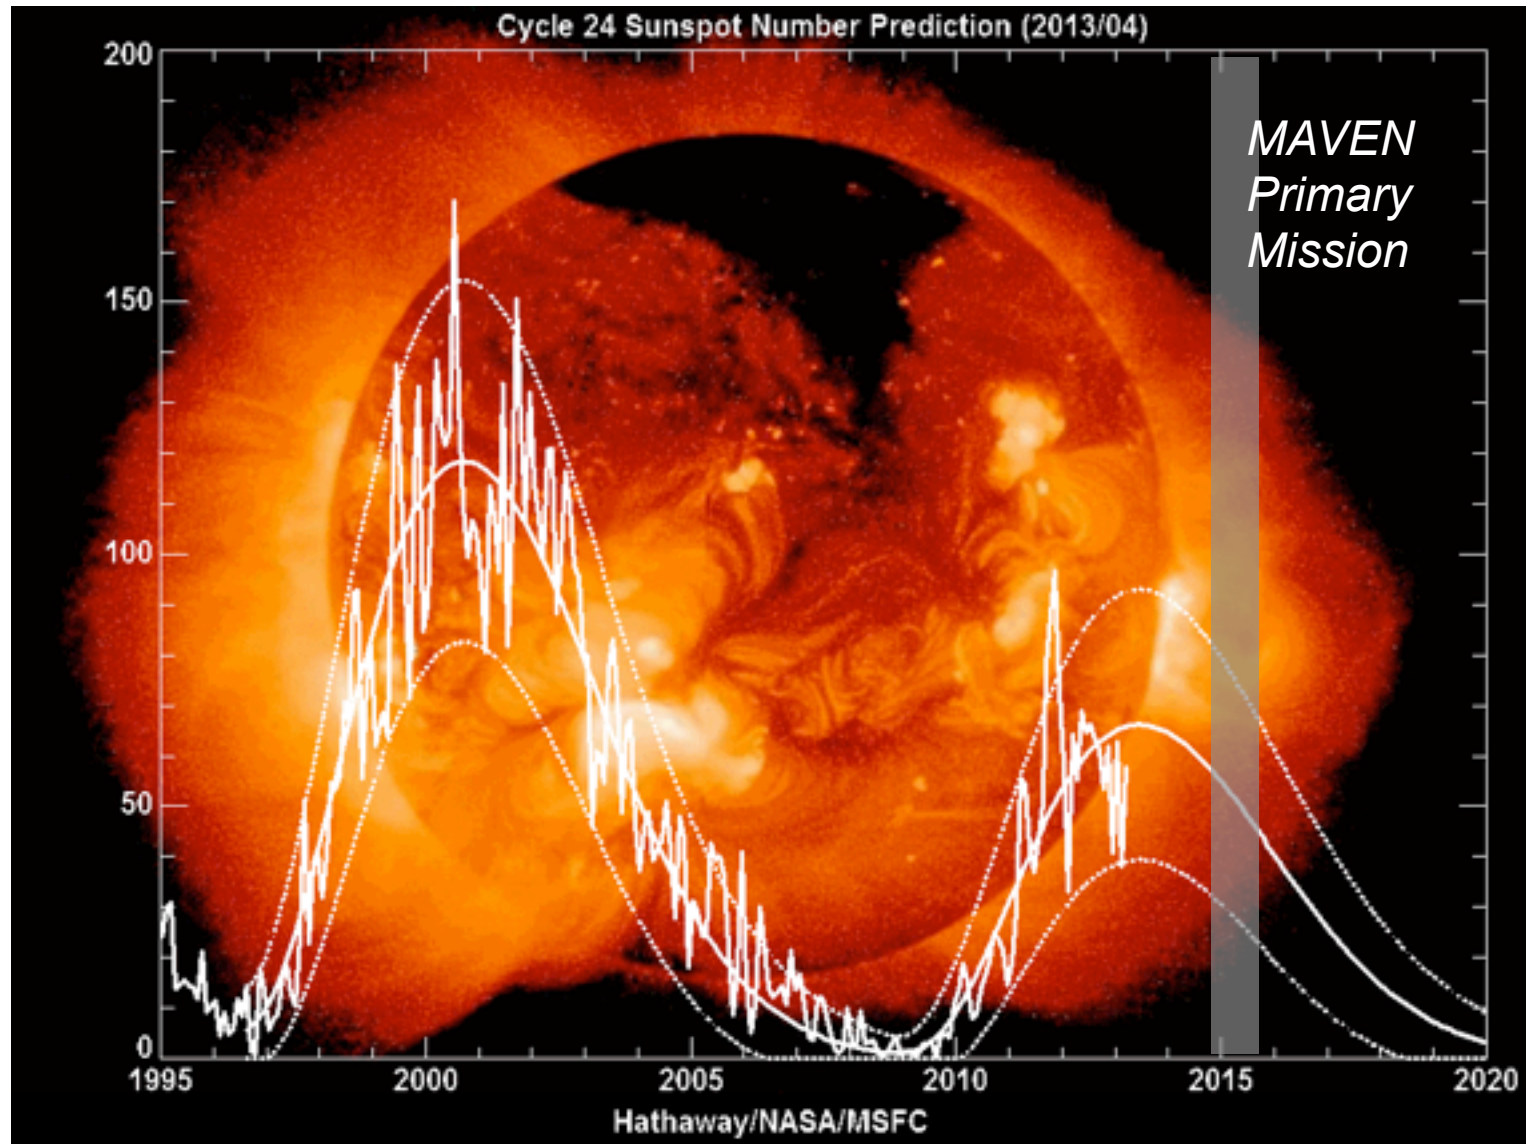 Cycle 24 Sunspot Number Prediction (2013/04)
200
MAVEN
Primary
Mission
150
100
50
0
1995 2000 2005 2010 2015 2020
Hathaway/NASA/MSFC